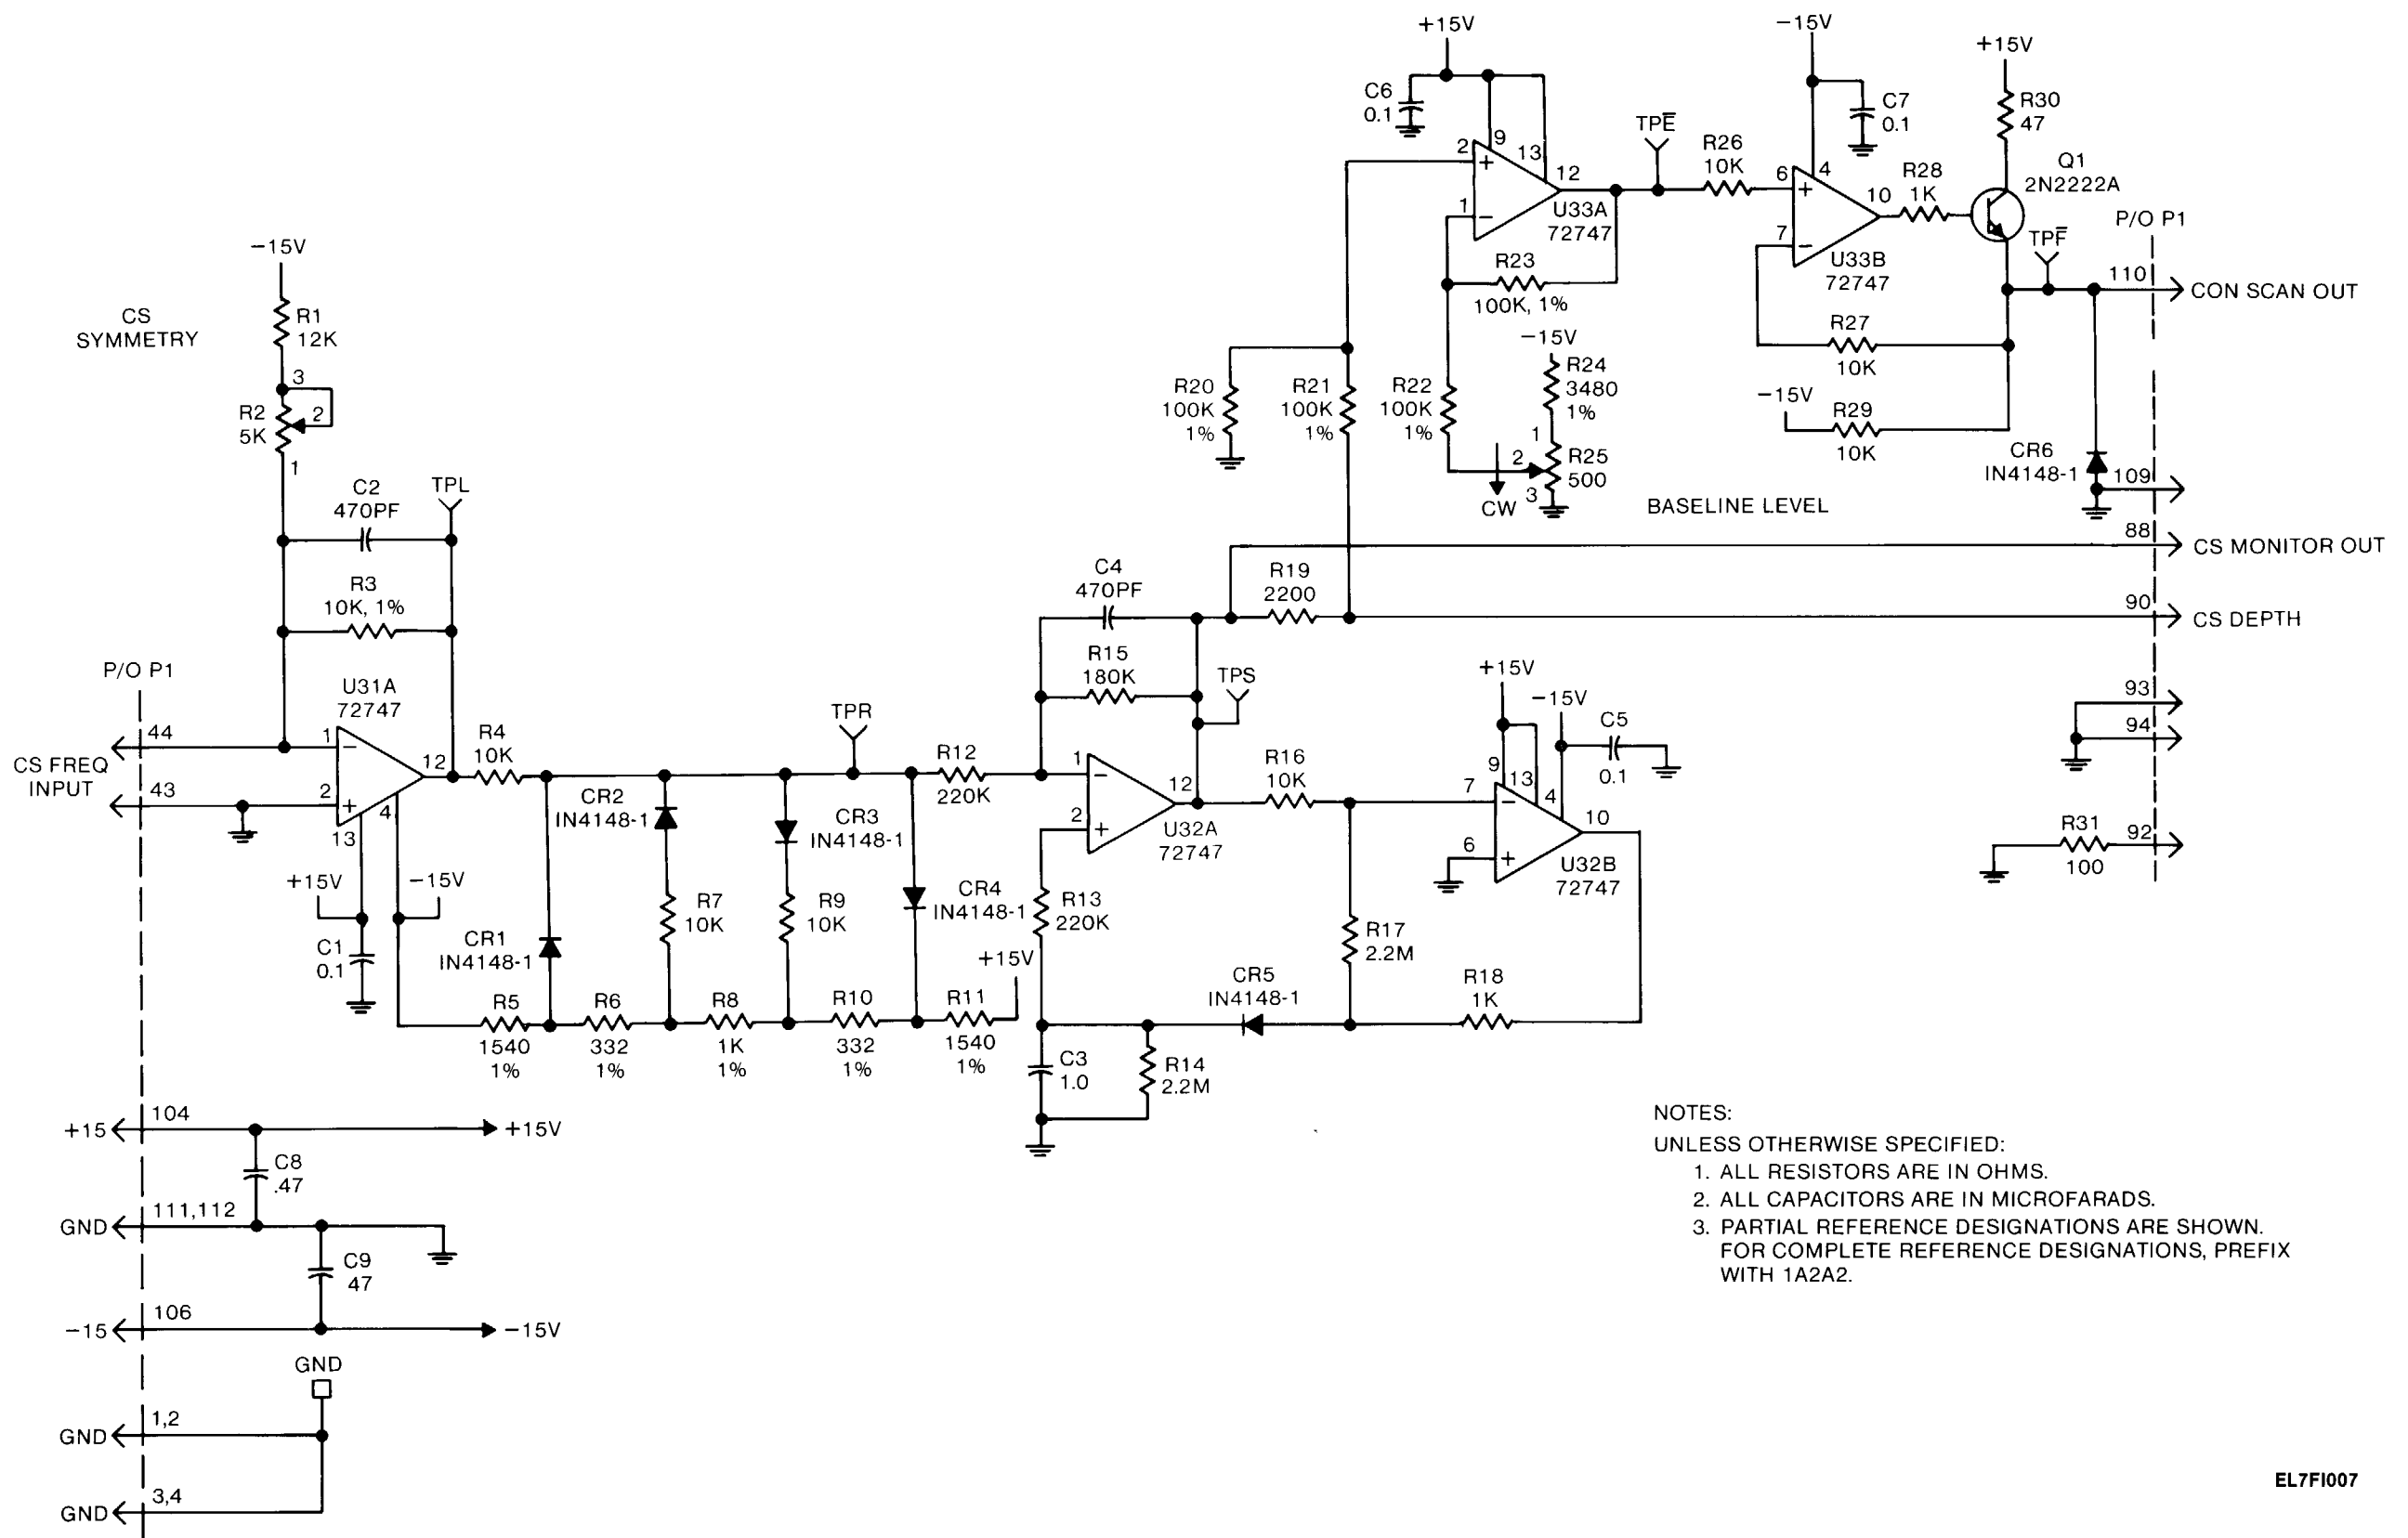 +15V
C6
0.1
2
9
13
12
1
U33A
72747
TPE̅
R26
10K
-15V
C7
0.1
6
4
10
7
U33B
72747
R28
1K
+15V
R30
47
Q1
2N2222A
TPF̅
P/O P1
110
CON SCAN OUT
R23
100K, 1%
R27
10K
-15V
R29
10K
CR6
IN4148-1
109
-15V
R24
3480
1%
1
R25
500
2
3
CW
BASELINE LEVEL
R20
100K
1%
R21
100K
1%
R22
100K
1%
88
CS MONITOR OUT
90
CS DEPTH
93
94
R31
100
92
-15V
CS
SYMMETRY
R1
12K
3
R2
5K
2
1
C2
470PF
TPL
R3
10K, 1%
P/O P1
U31A
72747
44
1
12
CS FREQ
INPUT
43
2
4
13
+15V
-15V
C1
0.1
R4
10K
CR2
IN4148-1
CR3
IN4148-1
TPR
R12
220K
R7
10K
R9
10K
CR4
IN4148-1
CR1
IN4148-1
R5
1540
1%
R6
332
1%
R8
1K
1%
R10
332
1%
R11
1540
1%
+15V
C4
470PF
R19
2200
R15
180K
TPS
1
12
2
U32A
72747
R13
220K
R16
10K
+15V
-15V
C5
0.1
9
13
4
7
10
6
U32B
72747
R17
2.2M
CR5
IN4148-1
R18
1K
C3
1.0
R14
2.2M
+15
104
+15V
C8
.47
GND
111,112
C9
47
-15
106
-15V
GND
GND
1,2
GND
3,4
NOTES:
UNLESS OTHERWISE SPECIFIED:
1. ALL RESISTORS ARE IN OHMS.
2. ALL CAPACITORS ARE IN MICROFARADS.
3. PARTIAL REFERENCE DESIGNATIONS ARE SHOWN.
FOR COMPLETE REFERENCE DESIGNATIONS, PREFIX
WITH 1A2A2.
EL7FI007